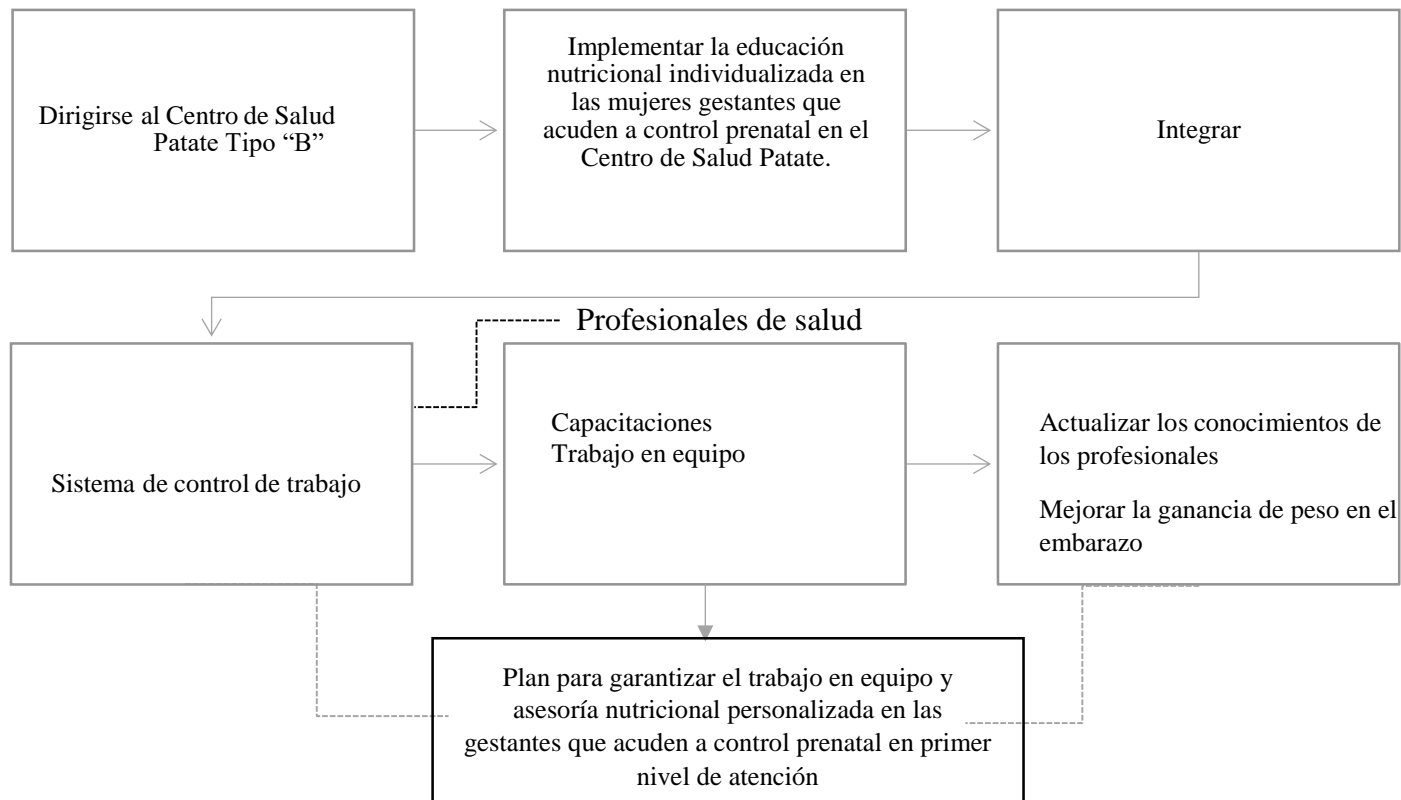 Dirigirse al Centro de Salud
Patate Tipo “B”
Implementar la educación
nutricional individualizada en
las mujeres gestantes que
acuden a control prenatal en el
Centro de Salud Patate.
Integrar
Profesionales de salud
Sistema de control de trabajo
Capacitaciones
Trabajo en equipo
Actualizar los conocimientos de
los profesionales
Mejorar la ganancia de peso en el
embarazo
Plan para garantizar el trabajo en equipo y
asesoría nutricional personalizada en las
gestantes que acuden a control prenatal en primer
nivel de atención